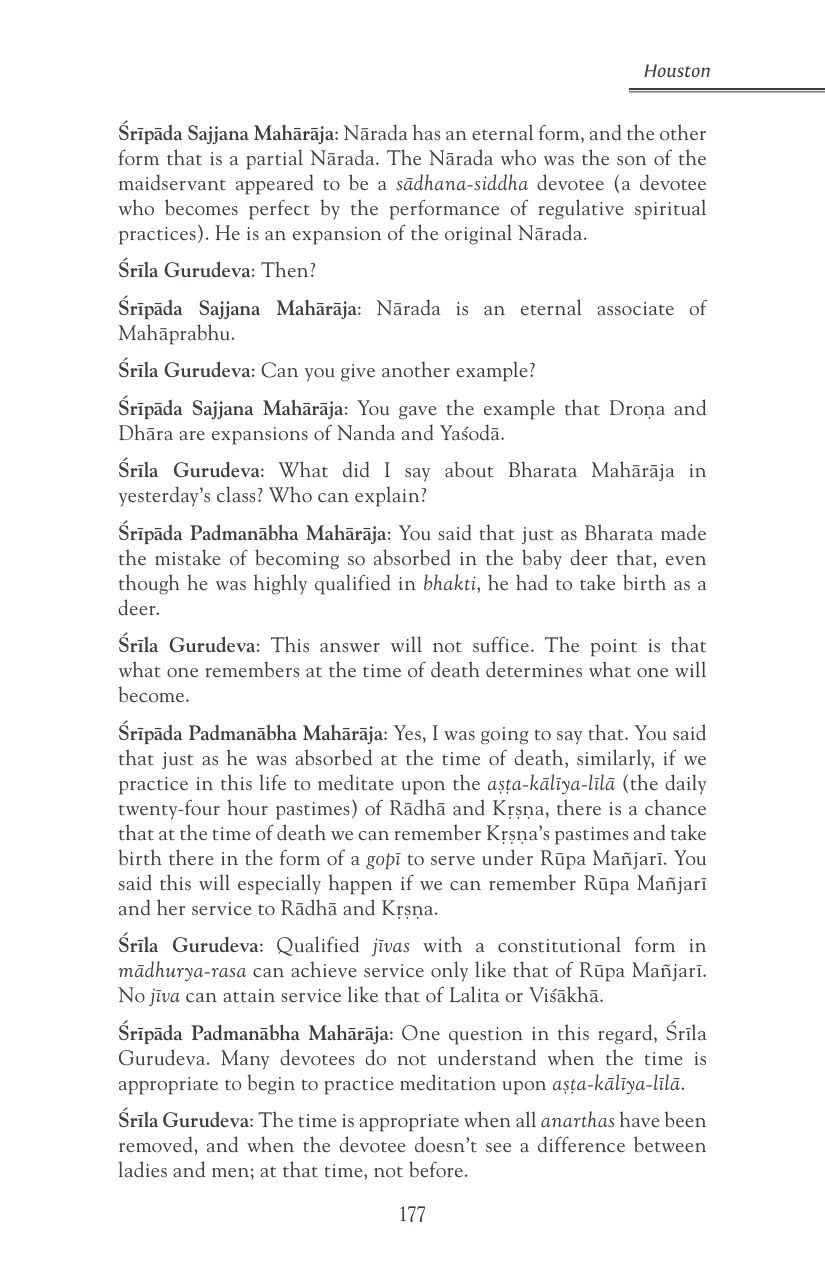 Houston
Śrīpāda Sajjana Mahārāja: Nārada has an eternal form, and the other
form that is a partial Nārada. The Nārada who was the son of the
maidservant appeared to be a sādhana-siddha devotee (a devotee
who becomes perfect by the performance of regulative spiritual
practices). He is an expansion of the original Nārada.
Śrīla Gurudeva: Then?
Śrīpāda Sajjana Mahārāja: Nārada is an eternal associate of
Mahāprabhu.
Śrīla Gurudeva: Can you give another example?
Śrīpāda Sajjana Mahārāja: You gave the example that Droṇa and
Dhāra are expansions of Nanda and Yaśodā.
Śrīla Gurudeva: What did I say about Bharata Mahārāja in
yesterday's class? Who can explain?
Śrīpāda Padmanābha Mahārāja: You said that just as Bharata made
the mistake of becoming so absorbed in the baby deer that, even
though he was highly qualified in bhakti, he had to take birth as a
deer.
Śrīla Gurudeva: This answer will not suffice. The point is that
what one remembers at the time of death determines what one will
become.
Śrīpāda Padmanābha Mahārāja: Yes, I was going to say that. You said
that just as he was absorbed at the time of death, similarly, if we
practice in this life to meditate upon the aṣṭa-kālīya-līlā (the daily
twenty-four hour pastimes) of Rādhā and Kṛṣṇa, there is a chance
that at the time of death we can remember Kṛṣṇa's pastimes and take
birth there in the form of a gopī to serve under Rūpa Mañjarī. You
said this will especially happen if we can remember Rūpa Mañjarī
and her service to Rādhā and Kṛṣṇa.
Śrīla Gurudeva: Qualified jīvas with a constitutional form in
mādhurya-rasa can achieve service only like that of Rūpa Mañjarī.
No jīva can attain service like that of Lalita or Viśākhā.
Śrīpāda Padmanābha Mahārāja: One question in this regard, Śrīla
Gurudeva. Many devotees do not understand when the time is
appropriate to begin to practice meditation upon aṣṭa-kālīya-līlā.
Śrīla Gurudeva: The time is appropriate when all anarthas have been
removed, and when the devotee doesn't see a difference between
ladies and men; at that time, not before.
177